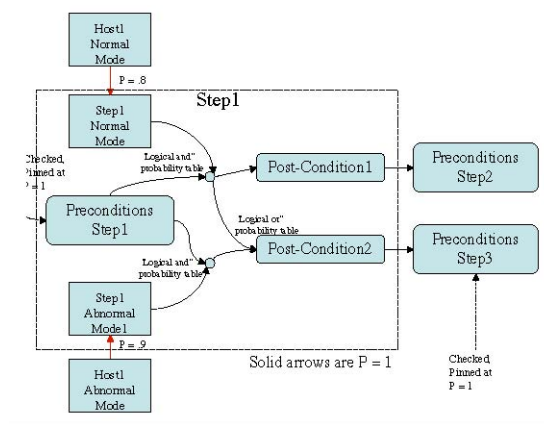 Host1
Normal
Mode
P = .8
Step1
Step1
Normal
Mode
Checked,
Pinned at
P = 1
"Logical and"
probability table
Post-Condition1
Preconditions
Step2
Preconditions
Step1
"Logical or"
probability table
Post-Condition2
Preconditions
Step3
"Logical and"
probability table
Step1
Abnormal
Mode1
P = .9
Solid arrows are P = 1
Checked,
Pinned at
P = 1
Host1
Abnormal
Mode